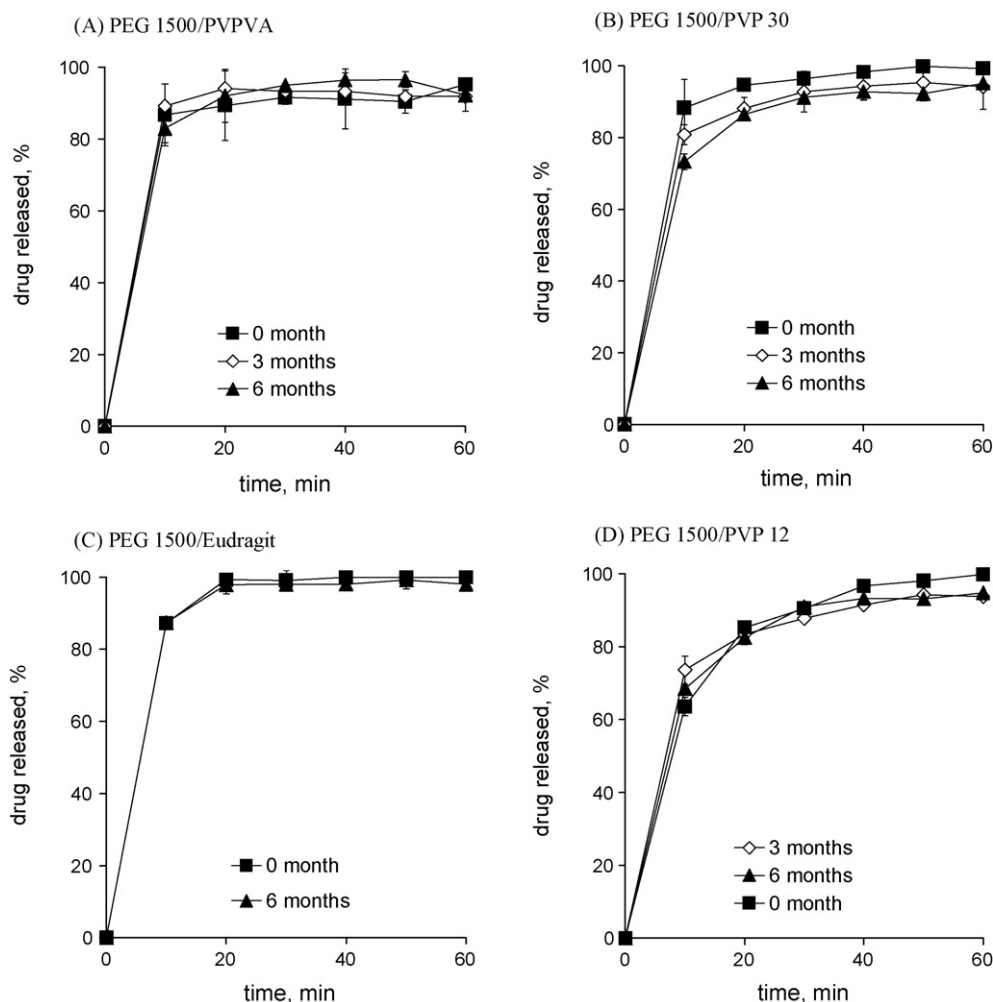 (A) PEG 1500/PVPVA
100
80
60
40
20
0
drug released, %
0 month
3 months
6 months
0 20 40 60
time, min
(B) PEG 1500/PVP 30
100
80
60
40
20
0
drug released, %
0 month
3 months
6 months
0 20 40 60
time, min
(C) PEG 1500/Eudragit
100
80
60
40
20
0
drug released, %
0 month
6 months
0 20 40 60
time, min
(D) PEG 1500/PVP 12
100
80
60
40
20
0
drug released, %
3 months
6 months
0 month
0 20 40 60
time, min